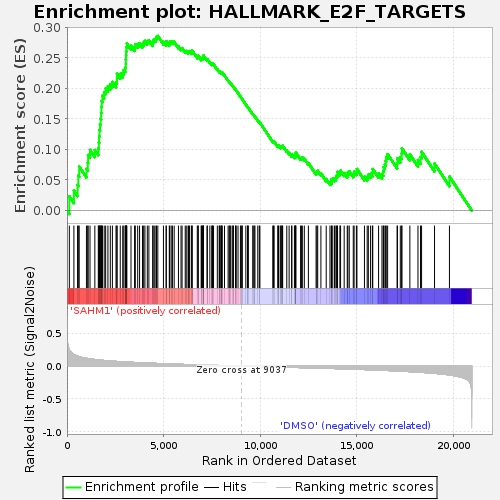 Enrichment plot: HALLMARK_E2F_TARGETS
Enrichment score (ES)
0.30
0.25
0.20
0.15
0.10
0.05
0.00
'SAHM1' (positively correlated)
Ranked list metric (Signal2Noise)
0.5
0.0
-0.5
-1.0
Zero cross at 9037
'DMSO' (negatively correlated)
0
5,000
10,000
15,000
20,000
Rank in Ordered Dataset
Enrichment profile
Hits
Ranking metric scores